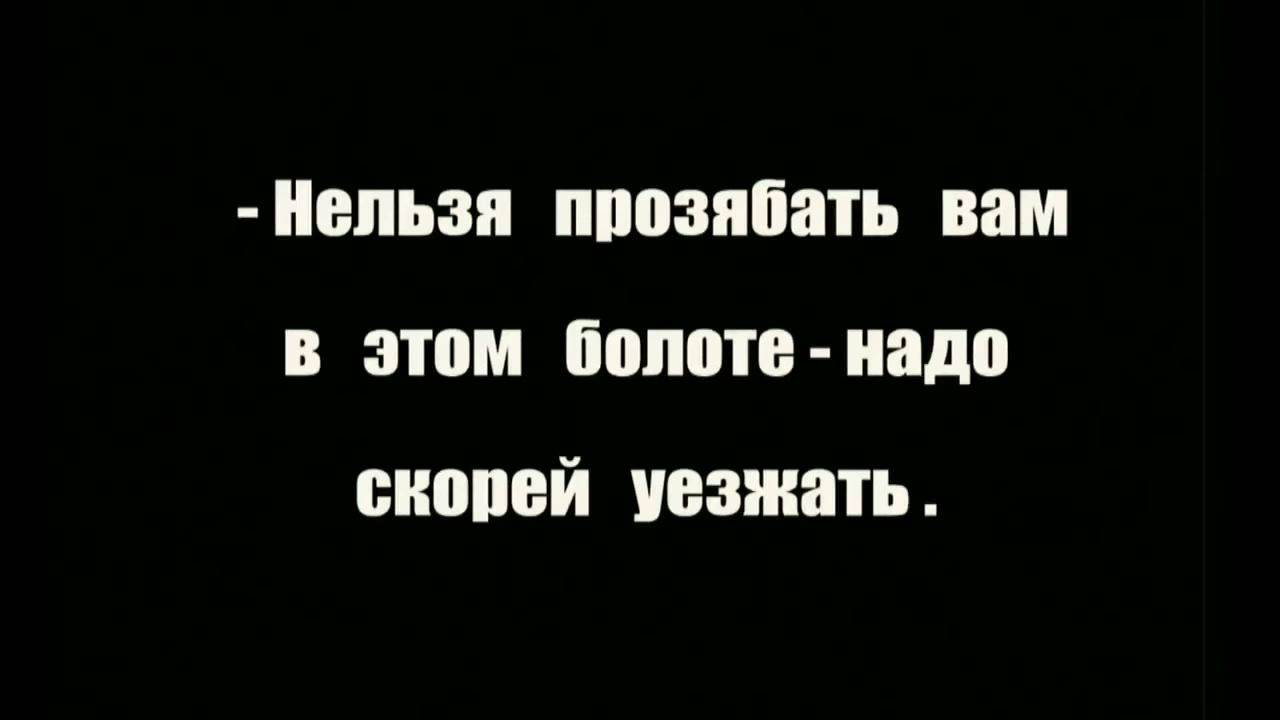 - Нельзя прозябать вам
в этом болоте - надо
скорей уезжать .